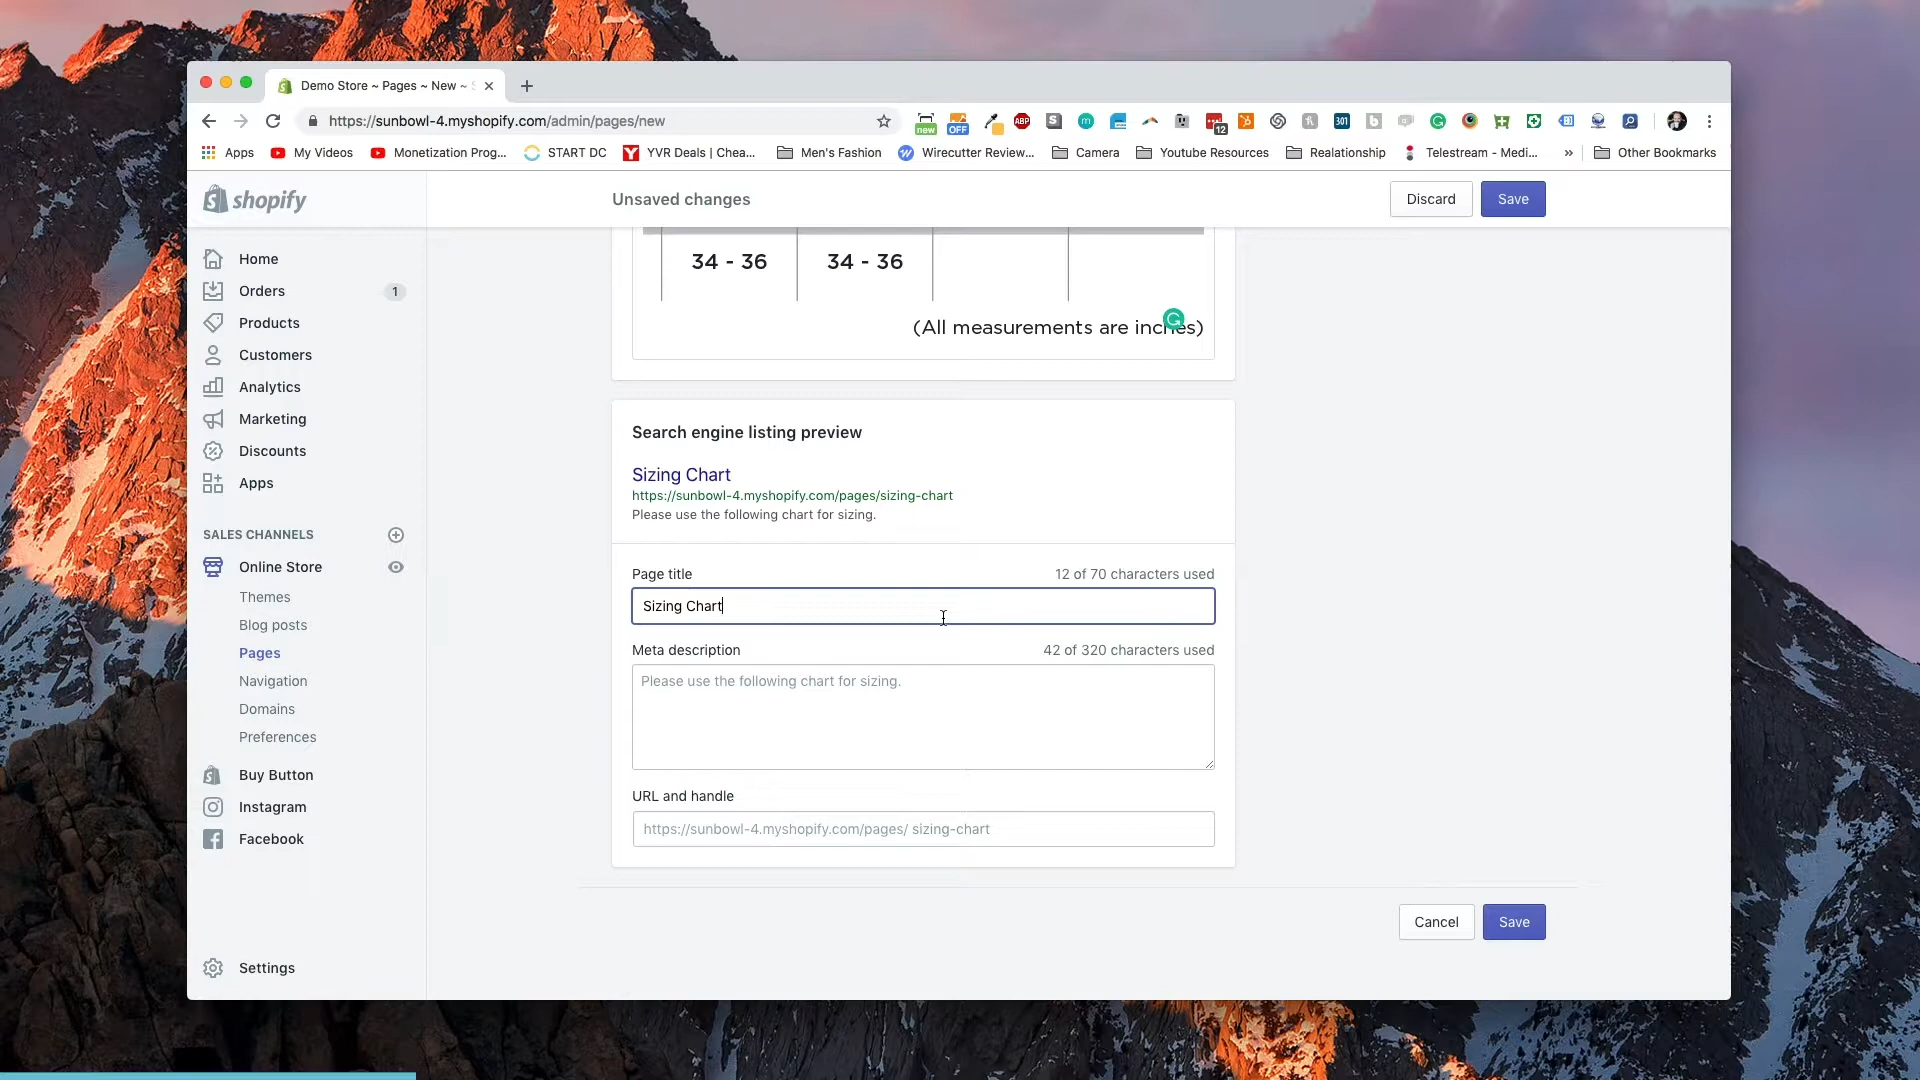 Demo Store ~ Pages ~ New ~
https://sunbowl-4.myshopify.com/admin/pages/new
new
OFF
ABP
12
301
Apps
My Videos
Monetization Prog...
START DC
YVR Deals | Chea...
Men's Fashion
Wirecutter Review...
Camera
Youtube Resources
Realationship
Telestream - Medi...
»
Other Bookmarks
shopify
Unsaved changes
Discard
Save
Home
Orders
1
Products
Customers
Analytics
Marketing
Discounts
Apps
SALES CHANNELS
Online Store
Themes
Blog posts
Pages
Navigation
Domains
Preferences
Buy Button
Instagram
Facebook
Settings
34 - 36
34 - 36
(All measurements are inches)
Search engine listing preview
Sizing Chart
https://sunbowl-4.myshopify.com/pages/sizing-chart
Please use the following chart for sizing.
Page title
12 of 70 characters used
Sizing Chart
Meta description
42 of 320 characters used
Please use the following chart for sizing.
URL and handle
https://sunbowl-4.myshopify.com/pages/ sizing-chart
Cancel
Save